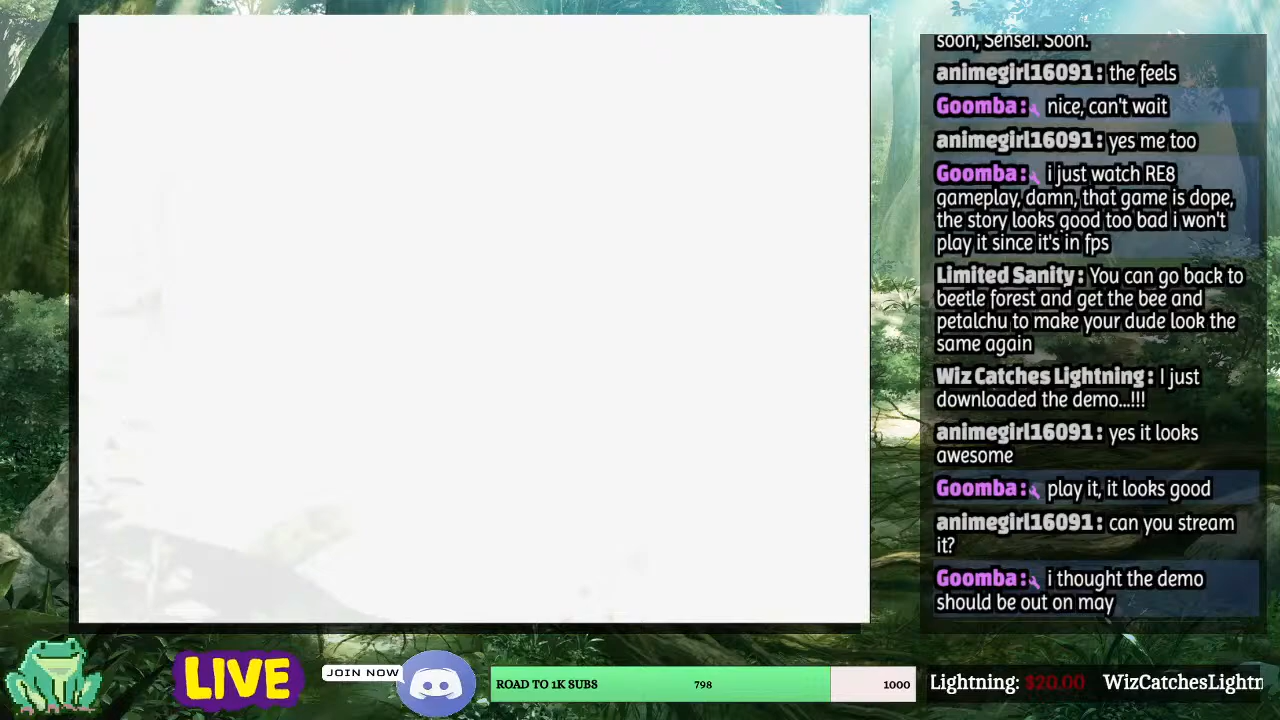 soon, Sensei. Soon.
animegirl16091: the feels
Goomba: nice, can't wait
animegirl16091: yes me too
Goomba: i just watch RE8
gameplay, damn, that game is dope,
the story looks good too bad i won't
play it since it's in fps
Limited Sanity: You can go back to
beetle forest and get the bee and
petalchu to make your dude look the
same again
Wiz Catches Lightning: I just
downloaded the demo...!!!
animegirl16091: yes it looks
awesome
Goomba: play it, it looks good
animegirl16091: can you stream
it?
Goomba: i thought the demo
should be out on may
LIVE
JOIN NOW
ROAD TO 1K SUBS 798 1000
Lightning: $20.00 WizCatchesLightn